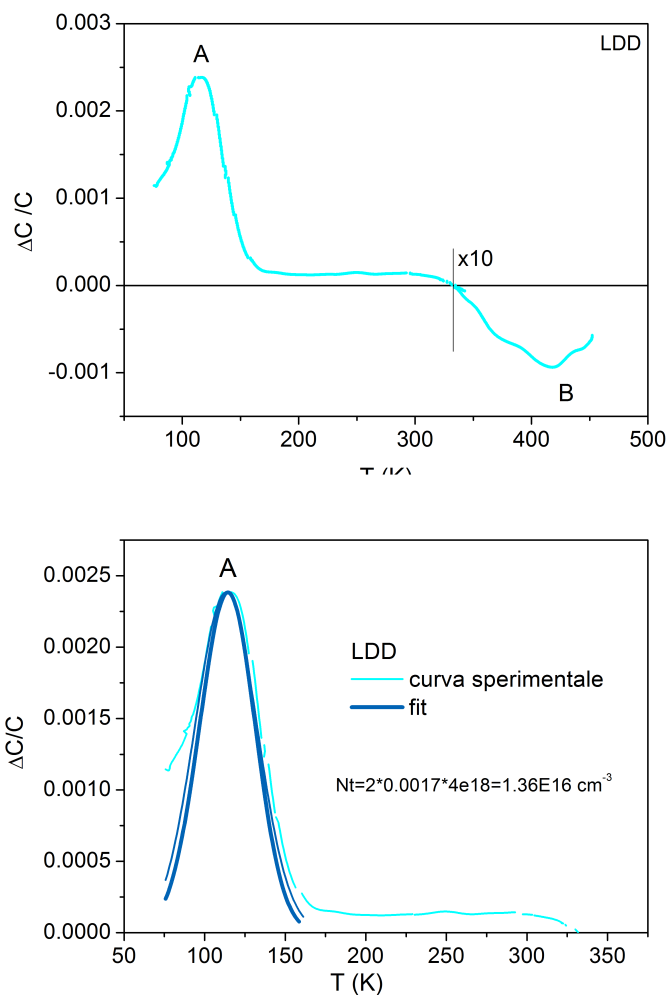 0.003
LDD
A
0.002
0.001
ΔC /C
x10
0.000
-0.001
B
100 200 300 400 500
T (K)
A
0.0025
0.0020
LDD
curva sperimentale
fit
0.0015
ΔC/C
Nt=2*0.0017*4e18=1.36E16 cm⁻³
0.0010
0.0005
0.0000
50 100 150 200 250 300 350
T (K)